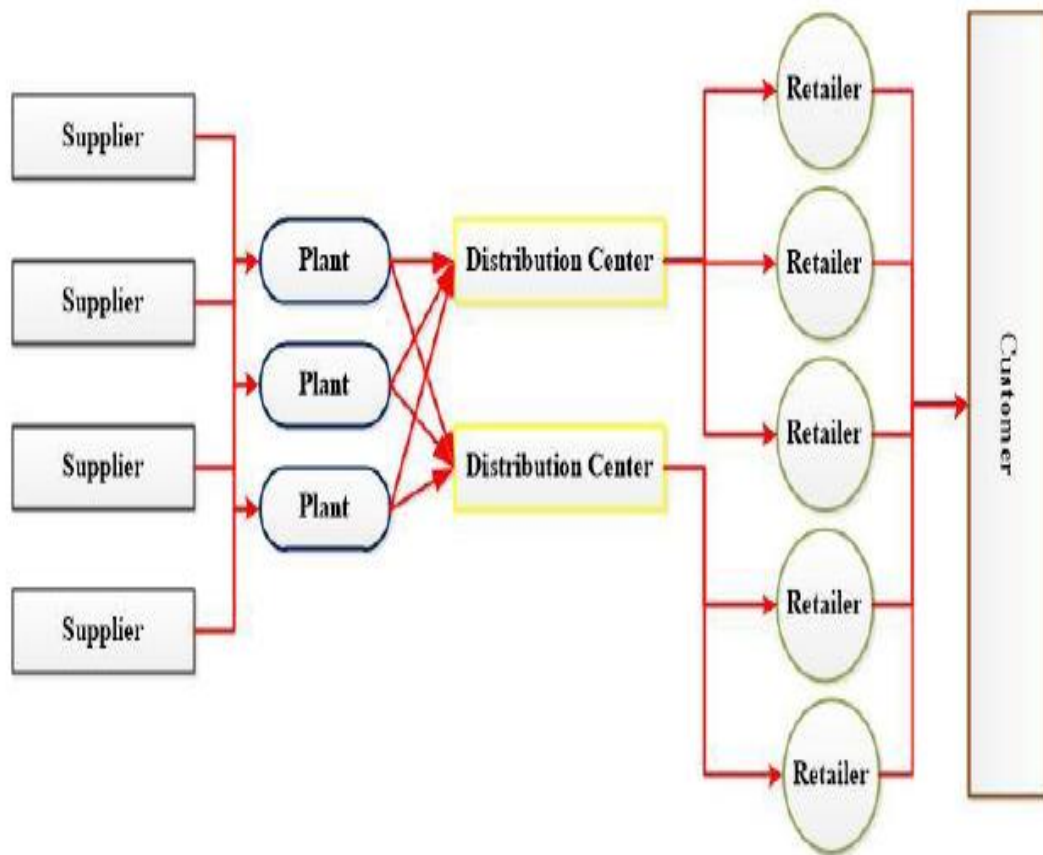 Supplier
Supplier
Supplier
Supplier
Plant
Plant
Plant
Distribution Center
Distribution Center
Retailer
Retailer
Retailer
Retailer
Retailer
Customer